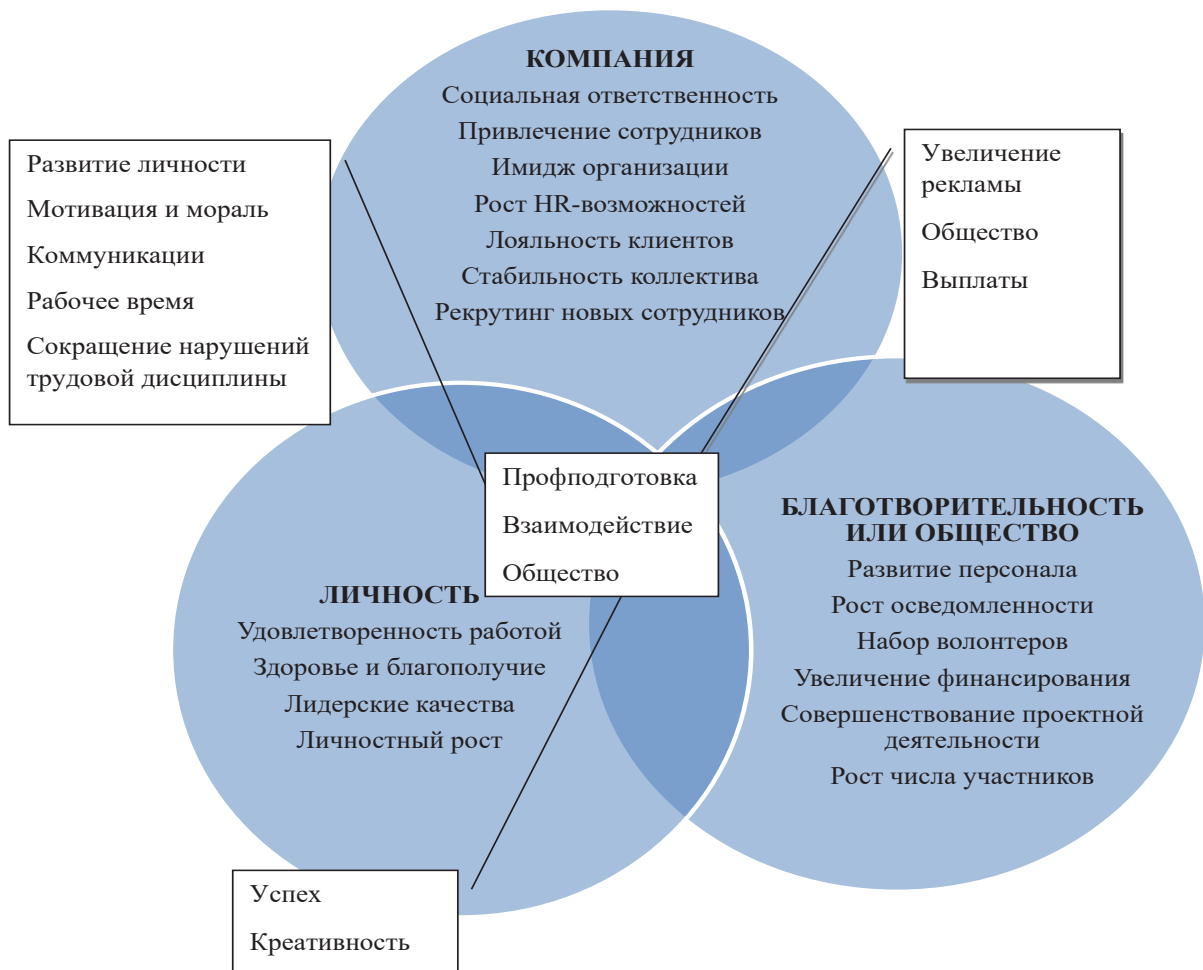 КОМПАНИЯ
Социальная ответственность
Привлечение сотрудников
Имидж организации
Рост HR-возможностей
Лояльность клиентов
Стабильность коллектива
Рекрутинг новых сотрудников
Развитие личности
Мотивация и мораль
Коммуникации
Рабочее время
Сокращение нарушений
трудовой дисциплины
Увеличение
рекламы
Общество
Выплаты
Профподготовка
Взаимодействие
Общество
ЛИЧНОСТЬ
Удовлетворенность работой
Здоровье и благополучие
Лидерские качества
Личностный рост
БЛАГОТВОРИТЕЛЬНОСТЬ
ИЛИ ОБЩЕСТВО
Развитие персонала
Рост осведомленности
Набор волонтеров
Увеличение финансирования
Совершенствование проектной
деятельности
Рост числа участников
Успех
Креативность